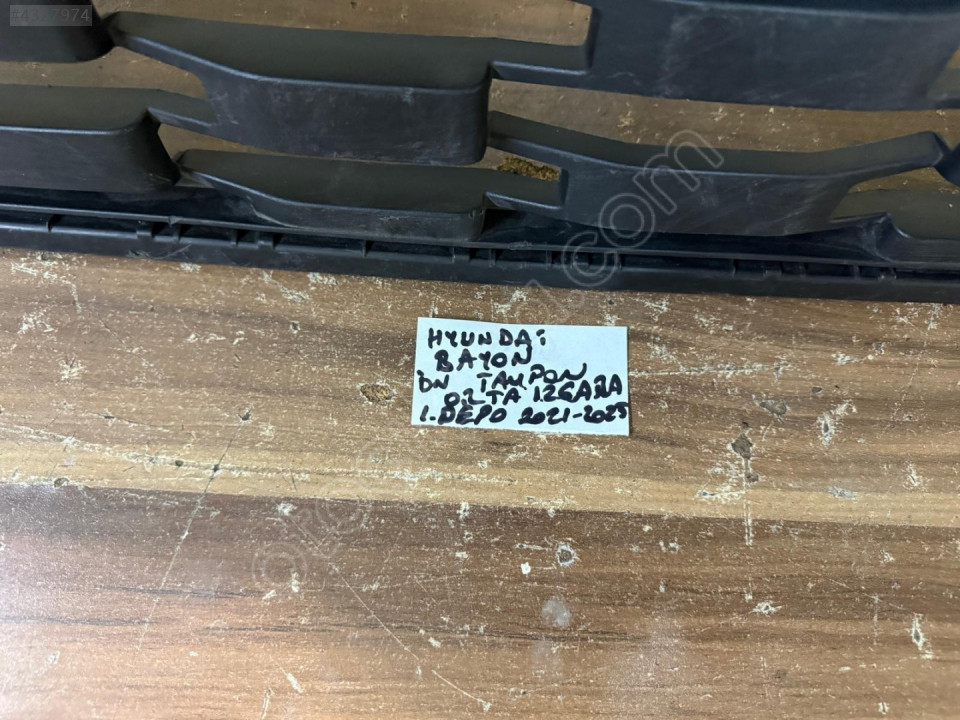 HYUNDAi
BAYON
ÖN TAMPON
ORTA IZGARA
1.DEPO 2021-2025